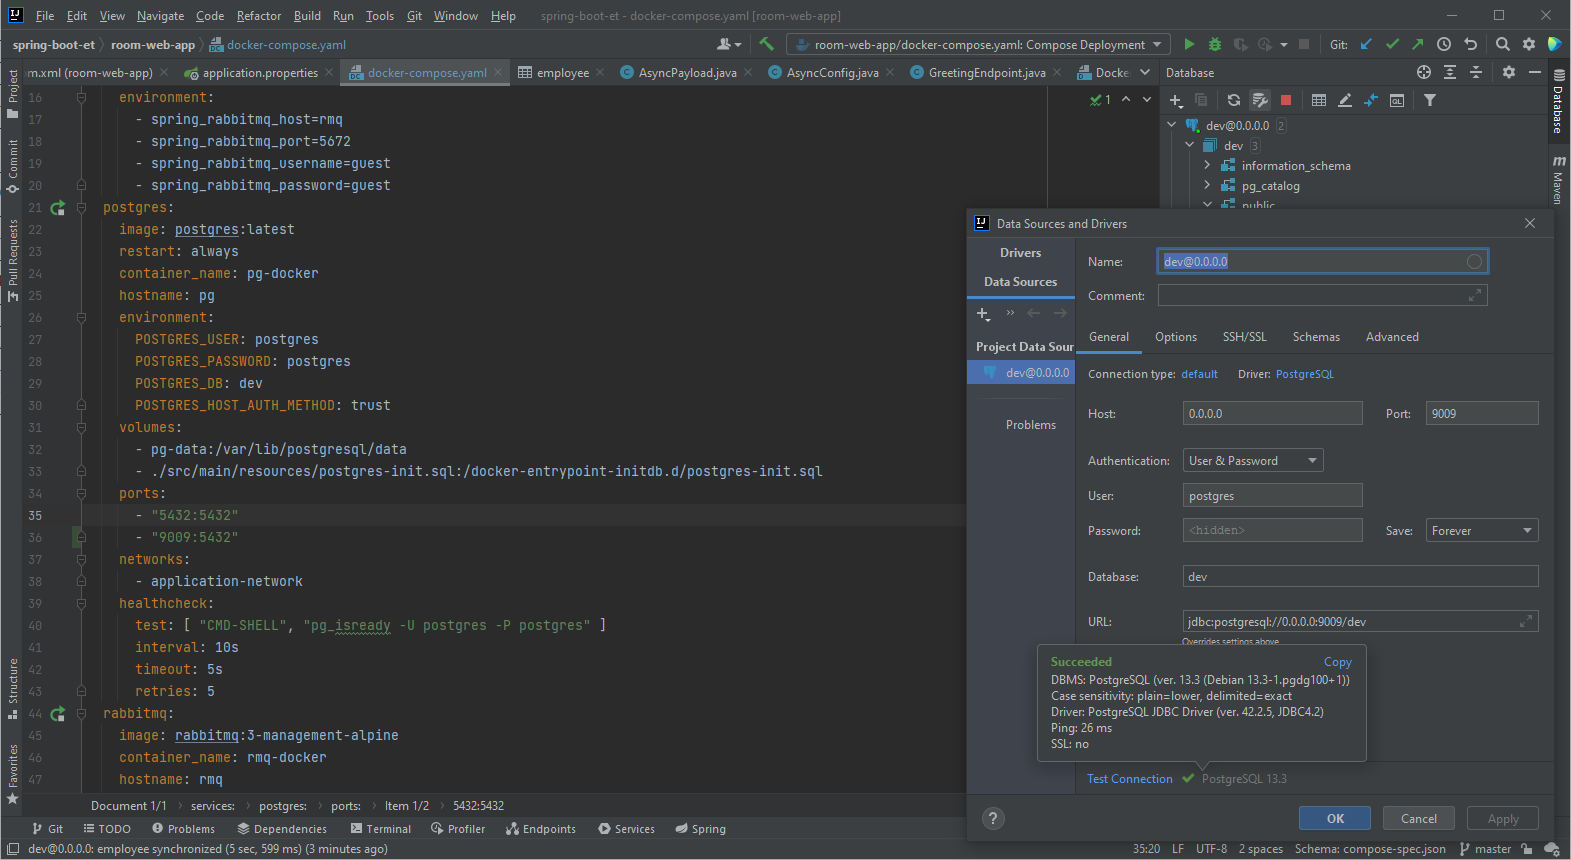 File Edit View Navigate Code Refactor Build Run Tools Git Window Help spring-boot-et - docker-compose.yaml [room-web-app]
spring-boot-et room-web-app docker-compose.yaml
room-web-app/docker-compose.yaml: Compose Deployment
Git:
m.xml (room-web-app) application.properties docker-compose.yaml employee AsyncPayload.java AsyncConfig.java GreetingEndpoint.java Docke
Database
Project
Commit
Pull Requests
Structure
Favorites
1
16 environment:
17 - spring_rabbitmq_host=rmq
18 - spring_rabbitmq_port=5672
19 - spring_rabbitmq_username=guest
20 - spring_rabbitmq_password=guest
21 postgres:
22 image: postgres:latest
23 restart: always
24 container_name: pg-docker
25 hostname: pg
26 environment:
27 POSTGRES_USER: postgres
28 POSTGRES_PASSWORD: postgres
29 POSTGRES_DB: dev
30 POSTGRES_HOST_AUTH_METHOD: trust
31 volumes:
32 - pg-data:/var/lib/postgresql/data
33 - ./src/main/resources/postgres-init.sql:/docker-entrypoint-initdb.d/postgres-init.sql
34 ports:
35 - "5432:5432"
36 - "9009:5432"
37 networks:
38 - application-network
39 healthcheck:
40 test: [ "CMD-SHELL", "pg_isready -U postgres -P postgres" ]
41 interval: 10s
42 timeout: 5s
43 retries: 5
44 rabbitmq:
45 image: rabbitmq:3-management-alpine
46 container_name: rmq-docker
47 hostname: rmq
Document 1/1 services: postgres: ports: Item 1/2 5432:5432
dev@0.0.0.0 2
dev 3
information_schema
pg_catalog
public
Database
Maven
Data Sources and Drivers
Drivers
Data Sources
Project Data Sour
dev@0.0.0.0
Problems
Name: dev@0.0.0.0
Comment:
General Options SSH/SSL Schemas Advanced
Connection type: default Driver: PostgreSQL
Host: 0.0.0.0 Port: 9009
Authentication: User & Password
User: postgres
Password: <hidden> Save: Forever
Database: dev
URL: jdbc:postgresql://0.0.0.0:9009/dev
Overrides settings above
Succeeded Copy
DBMS: PostgreSQL (ver. 13.3 (Debian 13.3-1.pgdg100+1))
Case sensitivity: plain=lower, delimited=exact
Driver: PostgreSQL JDBC Driver (ver. 42.2.5, JDBC4.2)
Ping: 26 ms
SSL: no
Test Connection PostgreSQL 13.3
? OK Cancel Apply
Git TODO Problems Dependencies Terminal Profiler Endpoints Services Spring
dev@0.0.0.0: employee synchronized (5 sec, 599 ms) (3 minutes ago)
35:20 LF UTF-8 2 spaces Schema: compose-spec.json master